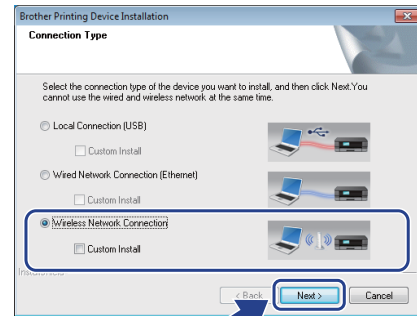 Brother Printing Device Installation
Connection Type
Select the connection type of the device you want to install, and then click Next.You
cannot use the wired and wireless network at the same time.
Local Connection (USB)
Custom Install
Wired Network Connection (Ethernet)
Custom Install
Wireless Network Connection
Custom Install
InstallShield
< Back
Next >
Cancel